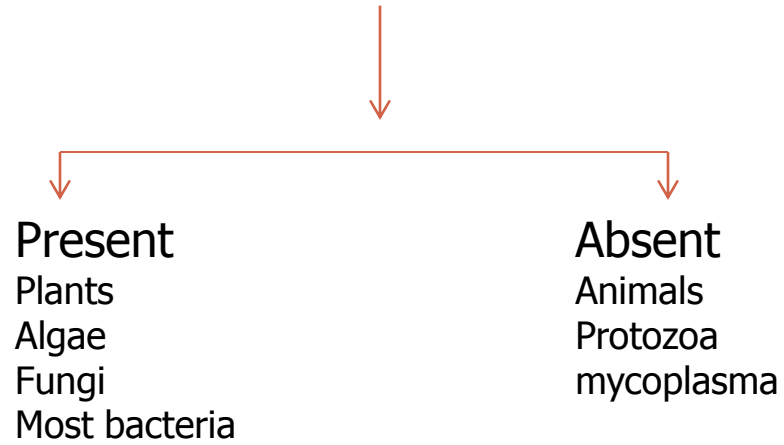 Present
Plants
Algae
Fungi
Most bacteria
Absent
Animals
Protozoa
mycoplasma